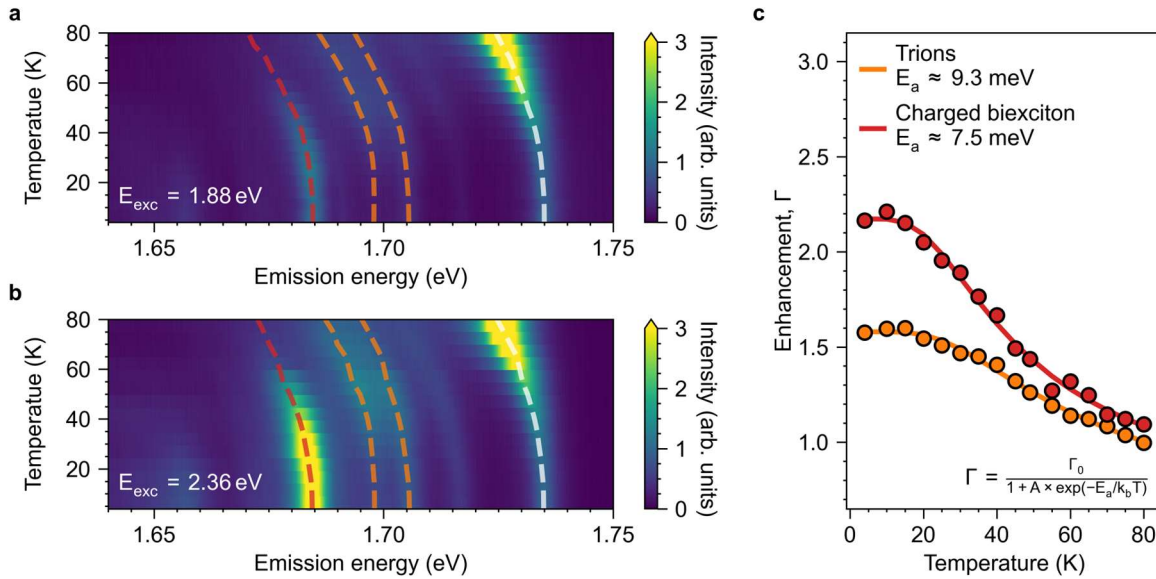 a
80
60
40
20
Temperatue (K)
E_exc = 1.88 eV
1.65
1.70
1.75
Emission energy (eV)
3
2
1
0
Intensity (arb. units)
b
80
60
40
20
Temperatue (K)
E_exc = 2.36 eV
1.65
1.70
1.75
Emission energy (eV)
3
2
1
0
Intensity (arb. units)
c
3.0
2.5
2.0
1.5
1.0
Enhancement, Γ
Trions
E_a ≈ 9.3 meV
Charged biexciton
E_a ≈ 7.5 meV
Γ = Γ_0 / 1 + A × exp(−E_a/k_bT)
0
20
40
60
80
Temperature (K)